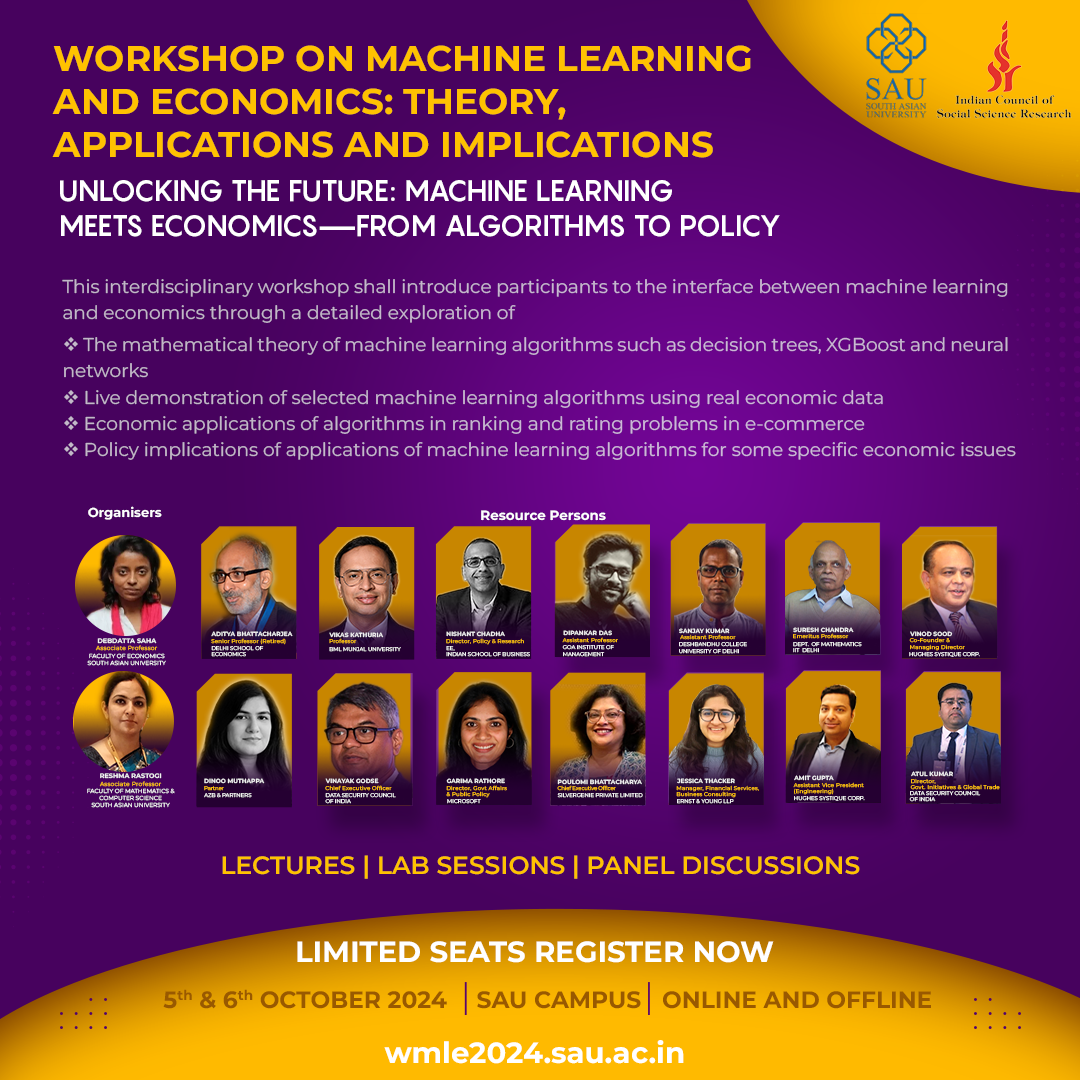 WORKSHOP ON MACHINE LEARNING
AND ECONOMICS: THEORY,
APPLICATIONS AND IMPLICATIONS
SAU
SOUTH ASIAN
UNIVERSITY
Indian Council of
Social Science Research
UNLOCKING THE FUTURE: MACHINE LEARNING
MEETS ECONOMICS—FROM ALGORITHMS TO POLICY
This interdisciplinary workshop shall introduce participants to the interface between machine learning
and economics through a detailed exploration of
❖ The mathematical theory of machine learning algorithms such as decision trees, XGBoost and neural
networks
❖ Live demonstration of selected machine learning algorithms using real economic data
❖ Economic applications of algorithms in ranking and rating problems in e-commerce
❖ Policy implications of applications of machine learning algorithms for some specific economic issues
Organisers
Resource Persons
DEBDATTA SAHA
Associate Professor
FACULTY OF ECONOMICS
SOUTH ASIAN UNIVERSITY
ADITYA BHATTACHARJEA
Senior Professor (Retired)
DELHI SCHOOL OF
ECONOMICS
VIKAS KATHURIA
Professor
BML MUNJAL UNIVERSITY
NISHANT CHADHA
Director, Policy & Research
EE,
INDIAN SCHOOL OF BUSINESS
DIPANKAR DAS
Assistant Professor
GOA INSTITUTE OF
MANAGEMENT
SANJAY KUMAR
Assistant Professor
DESHBANDHU COLLEGE
UNIVERSITY OF DELHI
SURESH CHANDRA
Emeritus Professor
DEPT. OF MATHEMATICS
IIT DELHI
VINOD SOOD
Co-Founder &
Managing Director
HUGHES SYSTIQUE CORP.
RESHMA RASTOGI
Associate Professor
FACULTY OF MATHEMATICS &
COMPUTER SCIENCE
SOUTH ASIAN UNIVERSITY
DINOO MUTHAPPA
Partner
AZB & PARTNERS
VINAYAK GODSE
Chief Executive Officer
DATA SECURITY COUNCIL
OF INDIA
GARIMA RATHORE
Director, Govt Affairs
& Public Policy
MICROSOFT
POULOMI BHATTACHARYA
Chief Executive Officer
SILVERGENIE PRIVATE LIMITED
JESSICA THACKER
Manager, Financial Services,
Business Consulting
ERNST & YOUNG LLP
AMIT GUPTA
Assistant Vice President
(Engineering)
HUGHES SYSTIQUE CORP.
ATUL KUMAR
Director,
Govt. Initiatives & Global Trade
DATA SECURITY COUNCIL
OF INDIA
LECTURES | LAB SESSIONS | PANEL DISCUSSIONS
LIMITED SEATS REGISTER NOW
5th & 6th OCTOBER 2024 | SAU CAMPUS | ONLINE AND OFFLINE
wmle2024.sau.ac.in